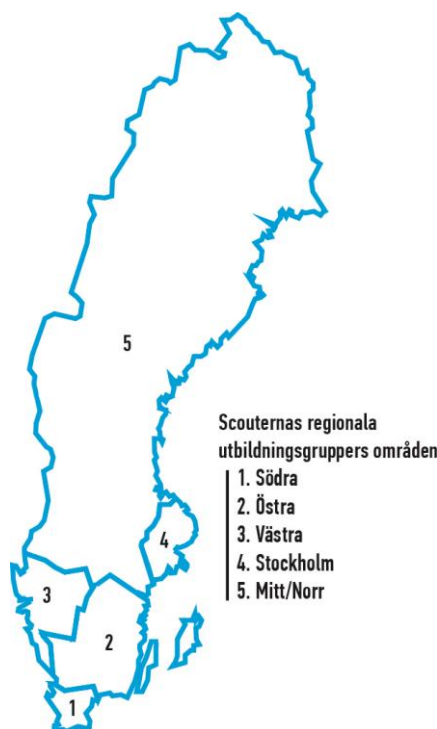 5
Scouternas regionala
utbildningsgruppers områden
1. Södra
2. Östra
3. Västra
4. Stockholm
5. Mitt/Norr
4
3
2
1